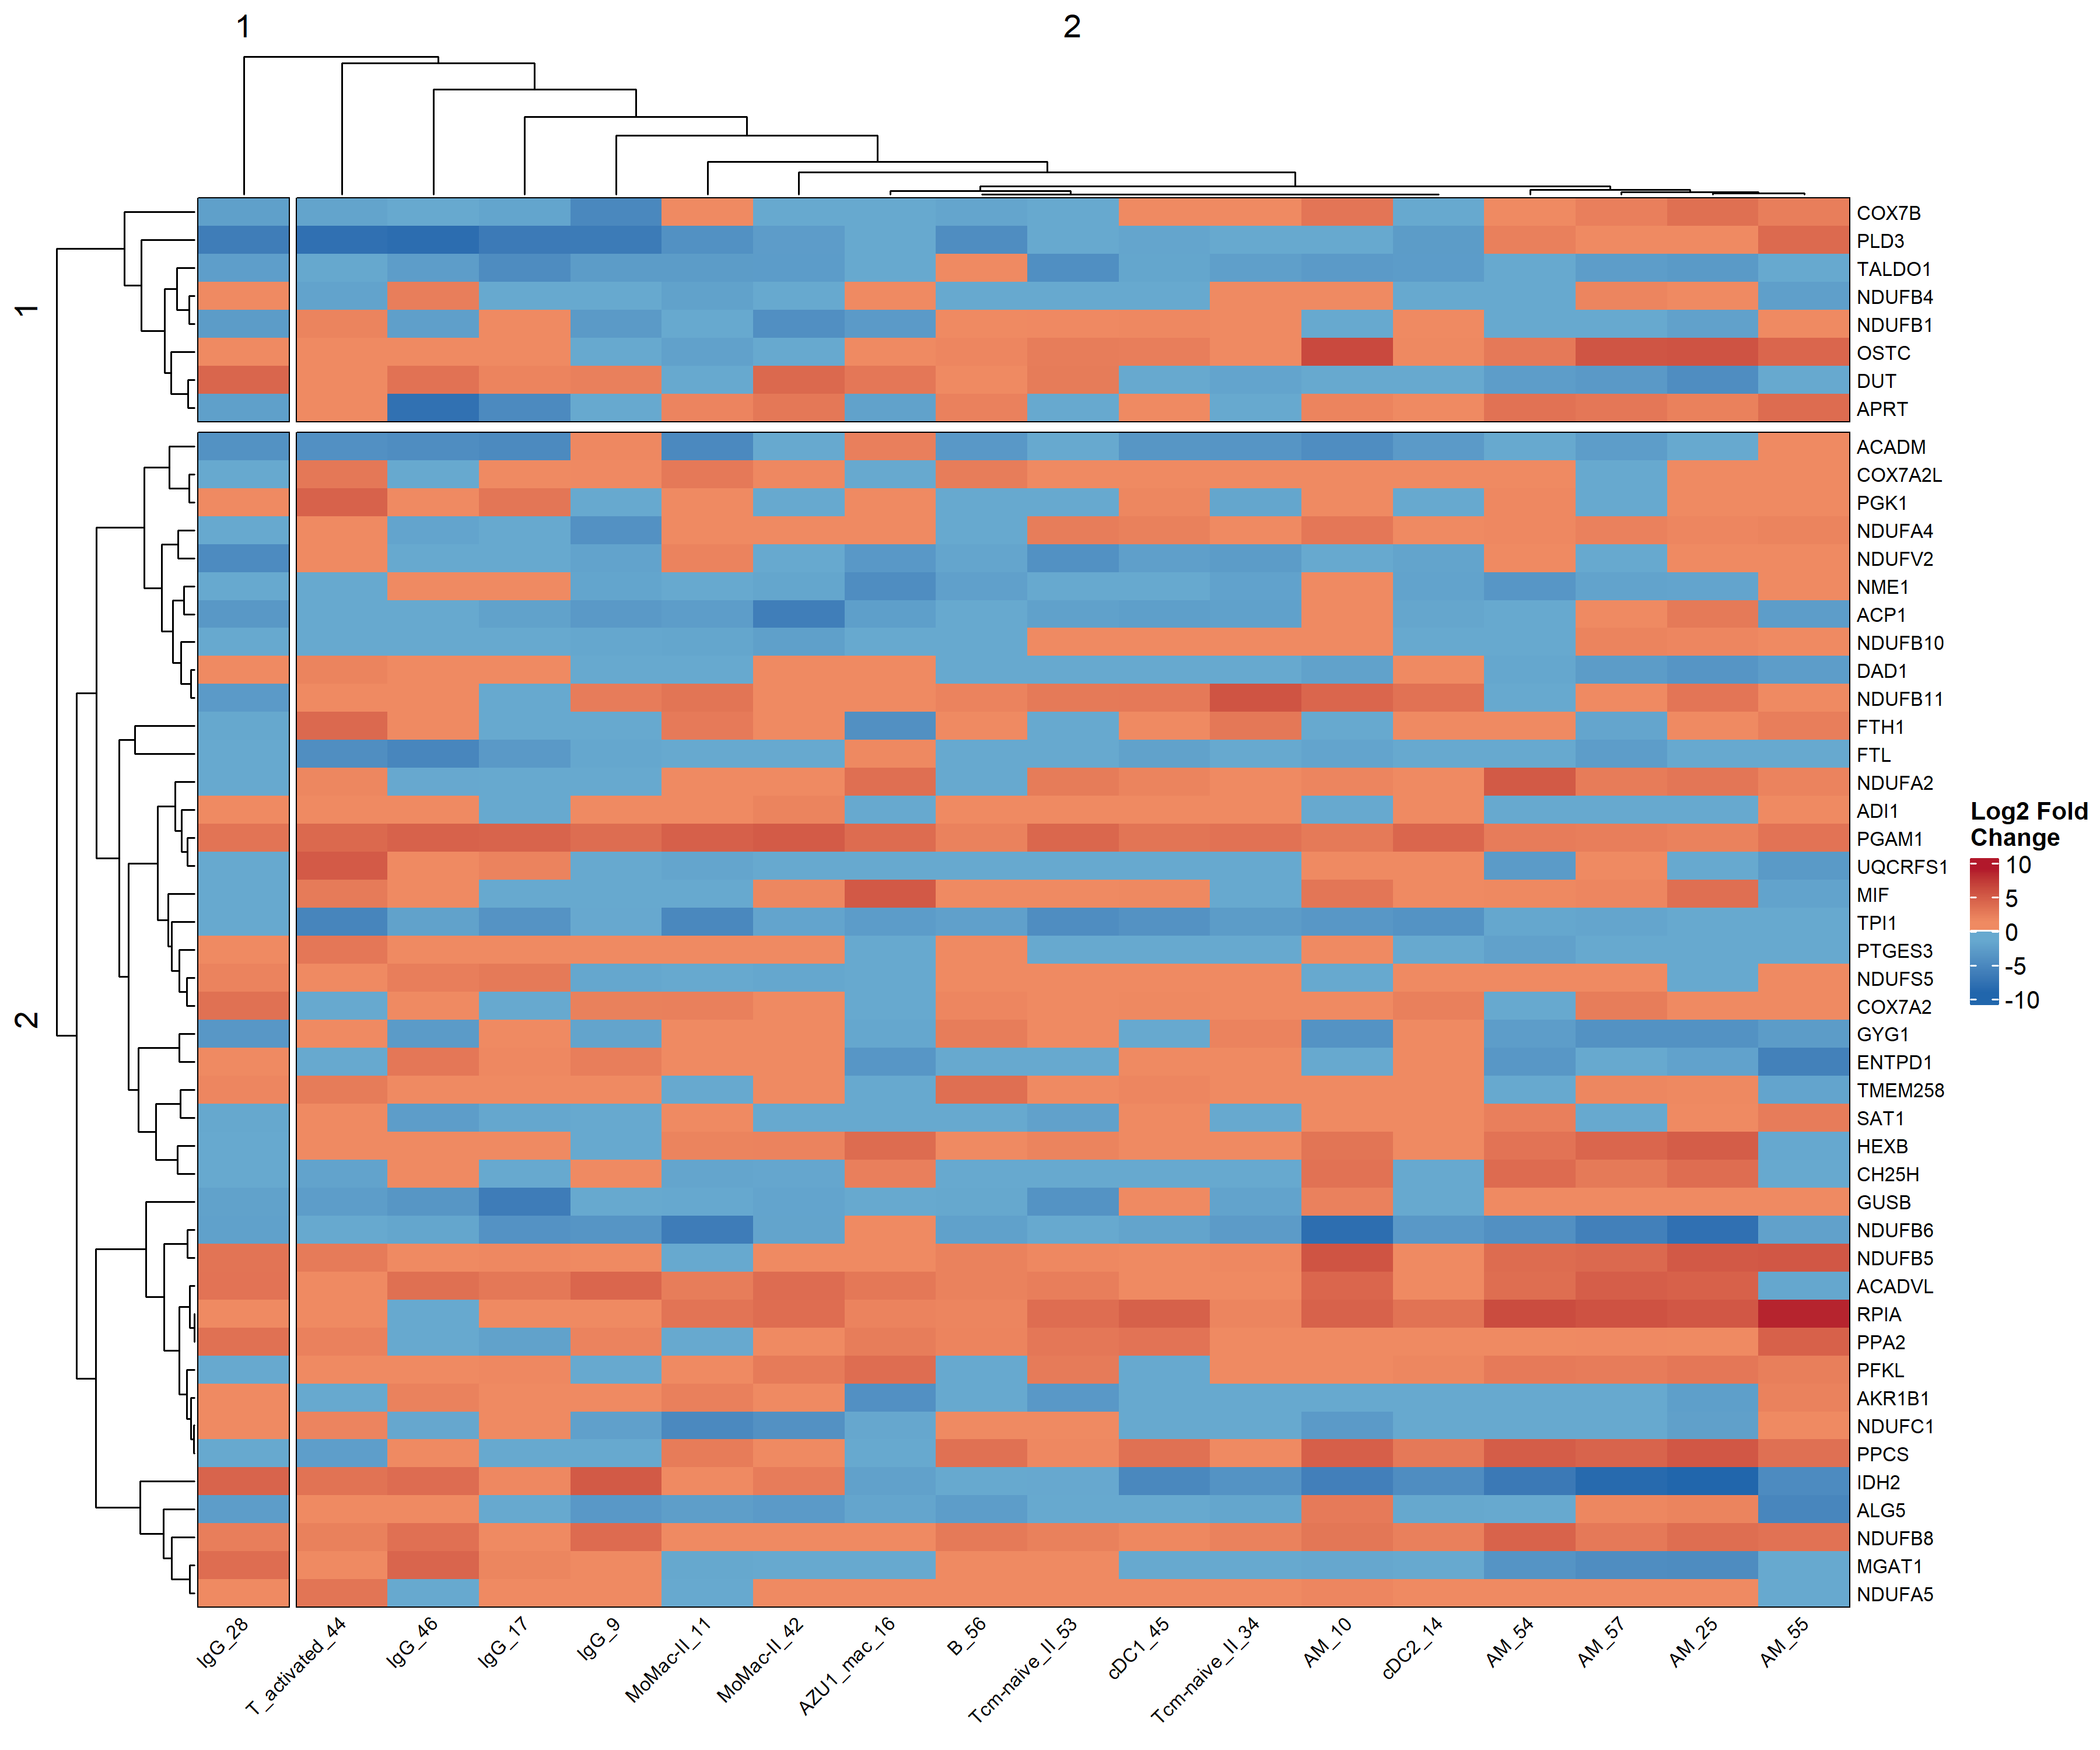 1
2
1
2
COX7B
PLD3
TALDO1
NDUFB4
NDUFB1
OSTC
DUT
APRT
ACADM
COX7A2L
PGK1
NDUFA4
NDUFV2
NME1
ACP1
NDUFB10
DAD1
NDUFB11
FTH1
FTL
NDUFA2
ADI1
PGAM1
UQCRFS1
MIF
TPI1
PTGES3
NDUFS5
COX7A2
GYG1
ENTPD1
TMEM258
SAT1
HEXB
CH25H
GUSB
NDUFB6
NDUFB5
ACADVL
RPIA
PPA2
PFKL
AKR1B1
NDUFC1
PPCS
IDH2
ALG5
NDUFB8
MGAT1
NDUFA5
IgG_28
T_activated_44
IgG_46
IgG_17
IgG_9
MoMac-II_11
MoMac-II_42
AZU1_mac_16
B_56
Tcm-naive_II_53
cDC1_45
Tcm-naive_II_34
AM_10
cDC2_14
AM_54
AM_57
AM_25
AM_55
Log2 Fold
Change
10
5
0
-5
-10